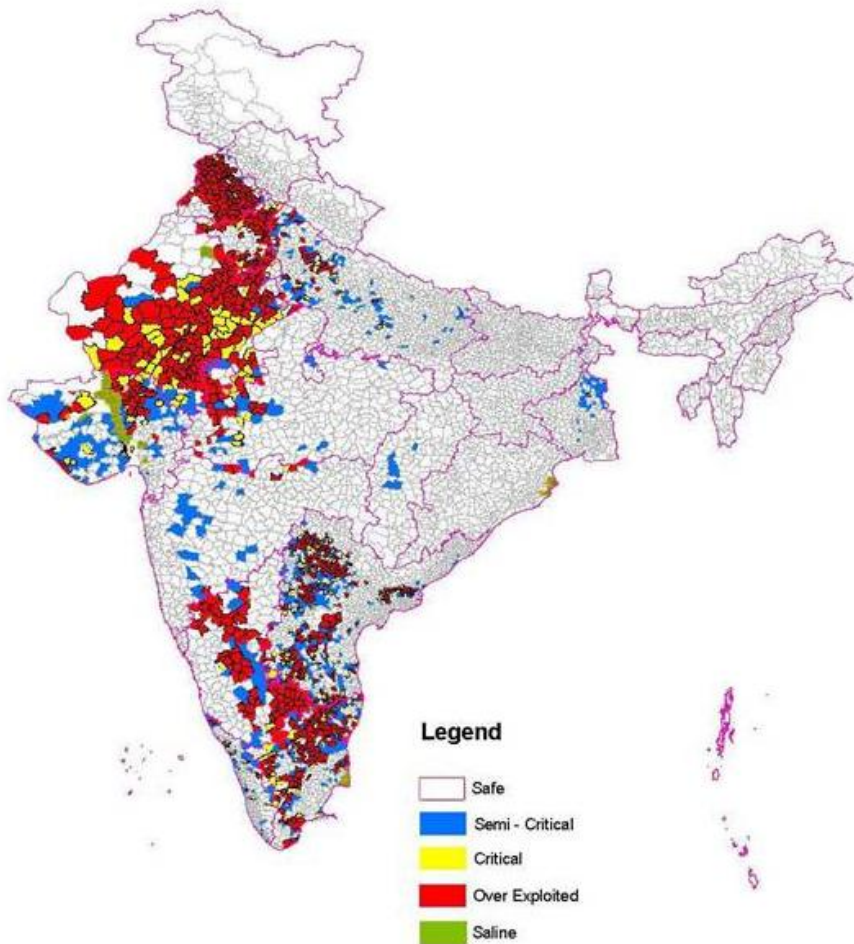 Legend
Safe
Semi - Critical
Critical
Over Exploited
Saline